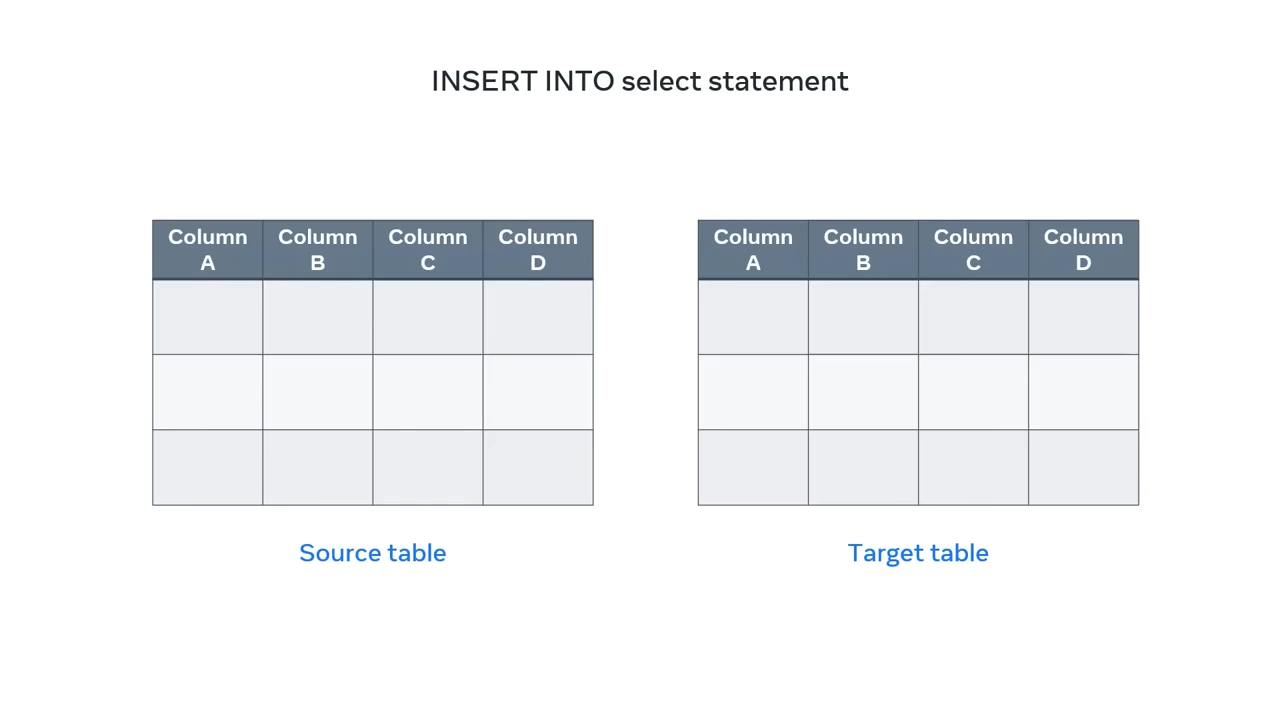 INSERT INTO select statement
Column Column Column Column
A B C D
Column Column Column Column
A B C D
Source table
Target table